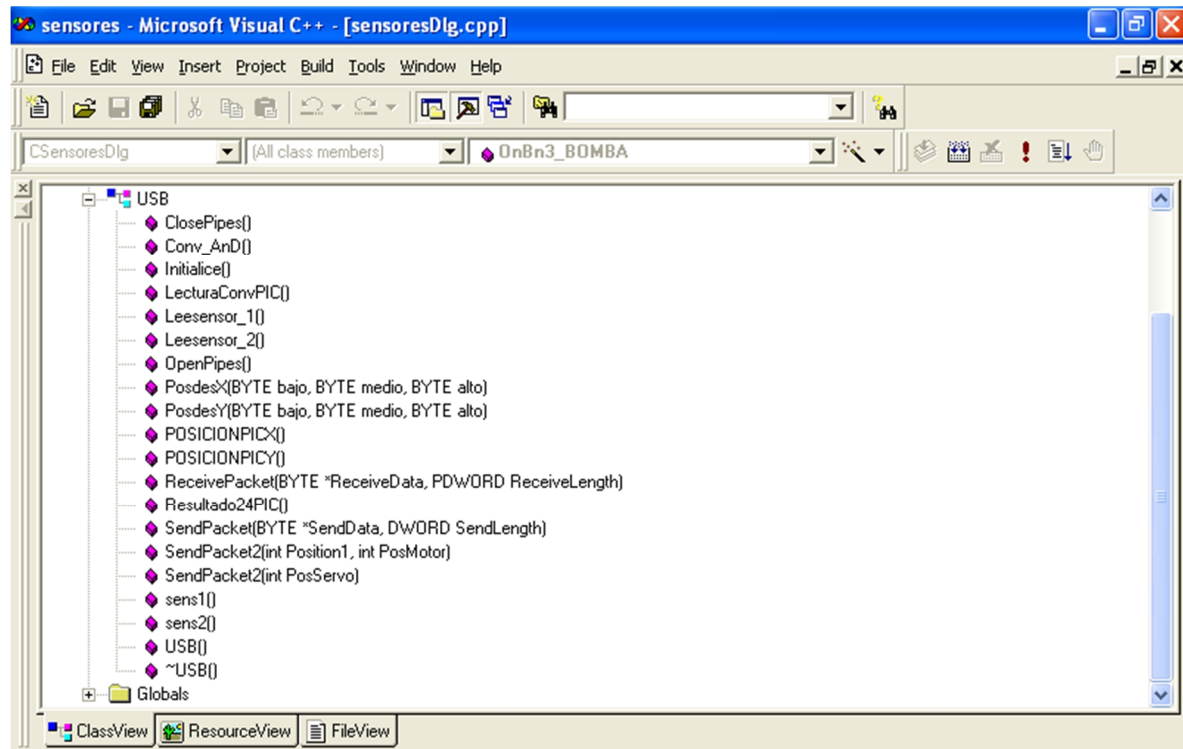 sensores - Microsoft Visual C++ - [sensoresDlg.cpp]
File Edit View Insert Project Build Tools Window Help
CSensoresDlg (All class members) OnBn3_BOMBA
USB
ClosePipes()
Conv_AnD()
Initialice()
LecturaConvPIC()
Leesensor_1()
Leesensor_2()
OpenPipes()
PosdesX(BYTE bajo, BYTE medio, BYTE alto)
PosdesY(BYTE bajo, BYTE medio, BYTE alto)
POSICIONPICX()
POSICIONPICY()
ReceivePacket(BYTE *ReceiveData, PDWORD ReceiveLength)
Resultado24PIC()
SendPacket(BYTE *SendData, DWORD SendLength)
SendPacket2(int Position1, int PosMotor)
SendPacket2(int PosServo)
sens1()
sens2()
USB()
~USB()
Globals
ClassView ResourceView FileView